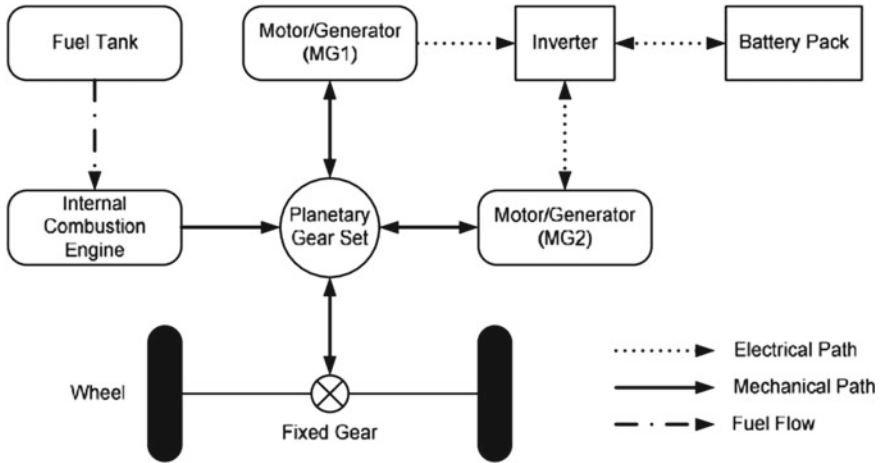 Fuel Tank
Motor/Generator
(MG1)
Inverter
Battery Pack
Internal
Combustion
Engine
Planetary
Gear Set
Motor/Generator
(MG2)
Wheel
Fixed Gear
Electrical Path
Mechanical Path
Fuel Flow